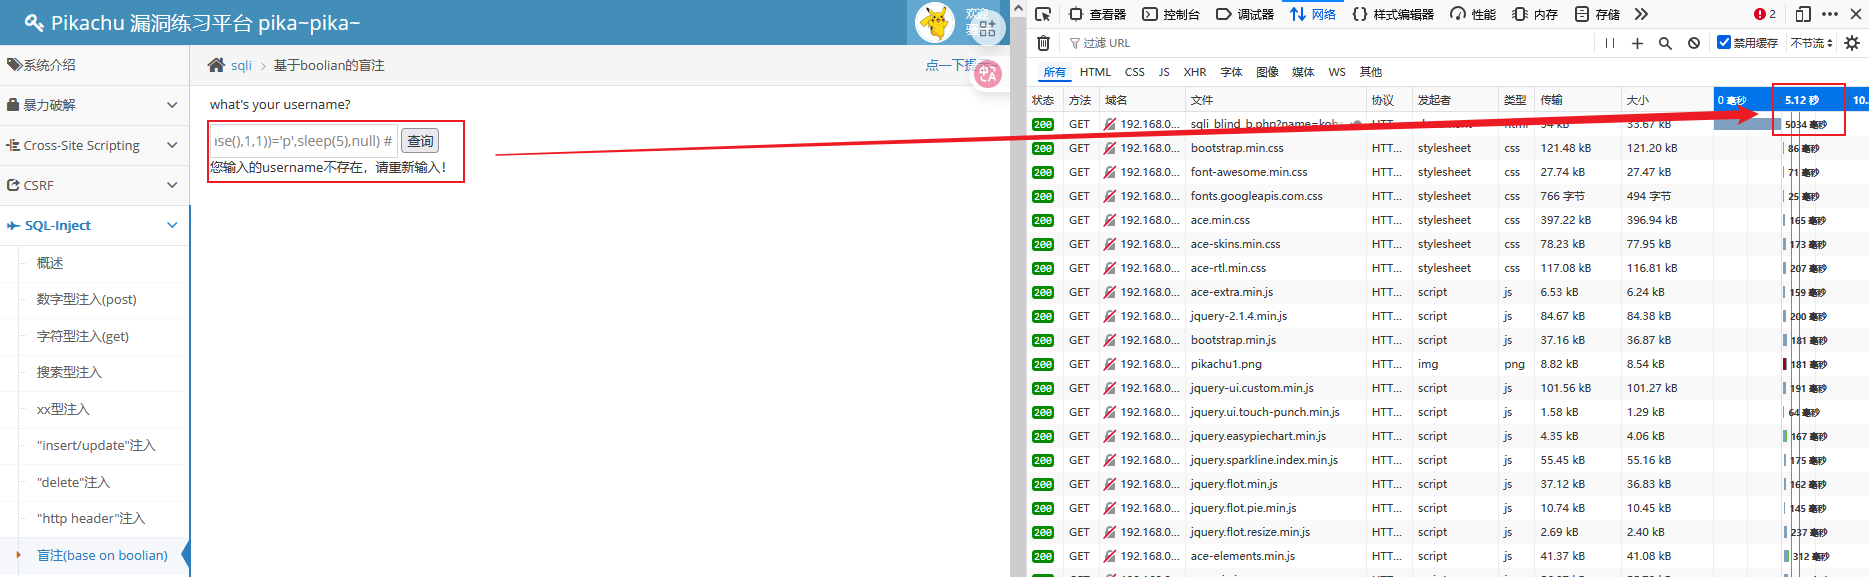 Pikachu 漏洞练习平台 pika~pika~
欢迎
系统介绍
暴力破解
Cross-Site Scripting
CSRF
SQL-Inject
概述
数字型注入(post)
字符型注入(get)
搜索型注入
xx型注入
"insert/update"注入
"delete"注入
"http header"注入
盲注(base on boolian)
sqli > 基于boolian的盲注
点一下提
what's your username?
ase(),1,1))='p',sleep(5),null) # 查询
您输入的username不存在，请重新输入！
查看器 控制台 调试器 网络 样式编辑器 性能 内存 存储 2
过滤 URL 禁用缓存 不节流
所有 HTML CSS JS XHR 字体 图像 媒体 WS 其他
状态 方法 域名 文件 协议 发起者 类型 传输 大小 0 毫秒 5.12 秒 10..
200 GET 192.168.0... sqli_blind_b.php?name=kobe HTT... html 34 kB 33.67 kB 5034 毫秒
200 GET 192.168.0... bootstrap.min.css HTT... stylesheet css 121.48 kB 121.20 kB 86 毫秒
200 GET 192.168.0... font-awesome.min.css HTT... stylesheet css 27.74 kB 27.47 kB 71 毫秒
200 GET 192.168.0... fonts.googleapis.com.css HTT... stylesheet css 766 字节 494 字节 25 毫秒
200 GET 192.168.0... ace.min.css HTT... stylesheet css 397.22 kB 396.94 kB 165 毫秒
200 GET 192.168.0... ace-skins.min.css HTT... stylesheet css 78.23 kB 77.95 kB 173 毫秒
200 GET 192.168.0... ace-rtl.min.css HTT... stylesheet css 117.08 kB 116.81 kB 207 毫秒
200 GET 192.168.0... ace-extra.min.js HTT... script js 6.53 kB 6.24 kB 159 毫秒
200 GET 192.168.0... jquery-2.1.4.min.js HTT... script js 84.67 kB 84.38 kB 200 毫秒
200 GET 192.168.0... bootstrap.min.js HTT... script js 37.16 kB 36.87 kB 181 毫秒
200 GET 192.168.0... pikachu1.png HTT... img png 8.82 kB 8.54 kB 181 毫秒
200 GET 192.168.0... jquery-ui.custom.min.js HTT... script js 101.56 kB 101.27 kB 191 毫秒
200 GET 192.168.0... jquery.ui.touch-punch.min.js HTT... script js 1.58 kB 1.29 kB 64 毫秒
200 GET 192.168.0... jquery.easypiechart.min.js HTT... script js 4.35 kB 4.06 kB 167 毫秒
200 GET 192.168.0... jquery.sparkline.index.min.js HTT... script js 55.45 kB 55.16 kB 175 毫秒
200 GET 192.168.0... jquery.flot.min.js HTT... script js 37.12 kB 36.83 kB 162 毫秒
200 GET 192.168.0... jquery.flot.pie.min.js HTT... script js 10.74 kB 10.45 kB 145 毫秒
200 GET 192.168.0... jquery.flot.resize.min.js HTT... script js 2.69 kB 2.40 kB 237 毫秒
200 GET 192.168.0... ace-elements.min.js HTT... script js 41.37 kB 41.08 kB 312 毫秒